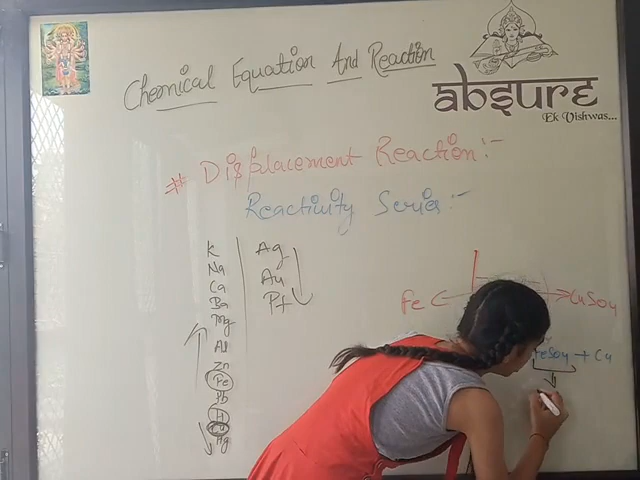 Chemical Equation And Reaction
absure
Ek Vishwas...
# Displacement Reaction:-
Reactivity Series:-
K
Na
Ca
Ba
Mg
Al
Zn
Fe
Pb
H
Cu
Hg
Ag
Au
Pt
Fe
CuSO4
FeSO4 + Cu